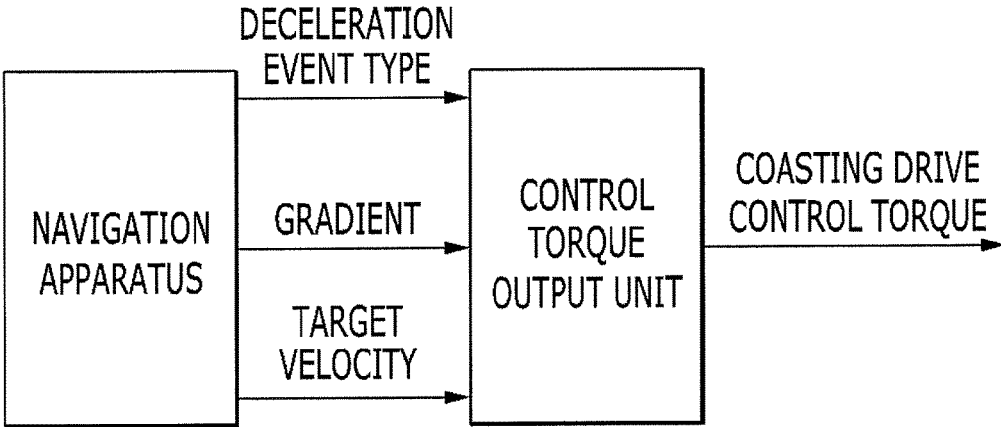 DECELERATION
EVENT TYPE
NAVIGATION
APPARATUS
GRADIENT
TARGET
VELOCITY
CONTROL
TORQUE
OUTPUT UNIT
COASTING DRIVE
CONTROL TORQUE